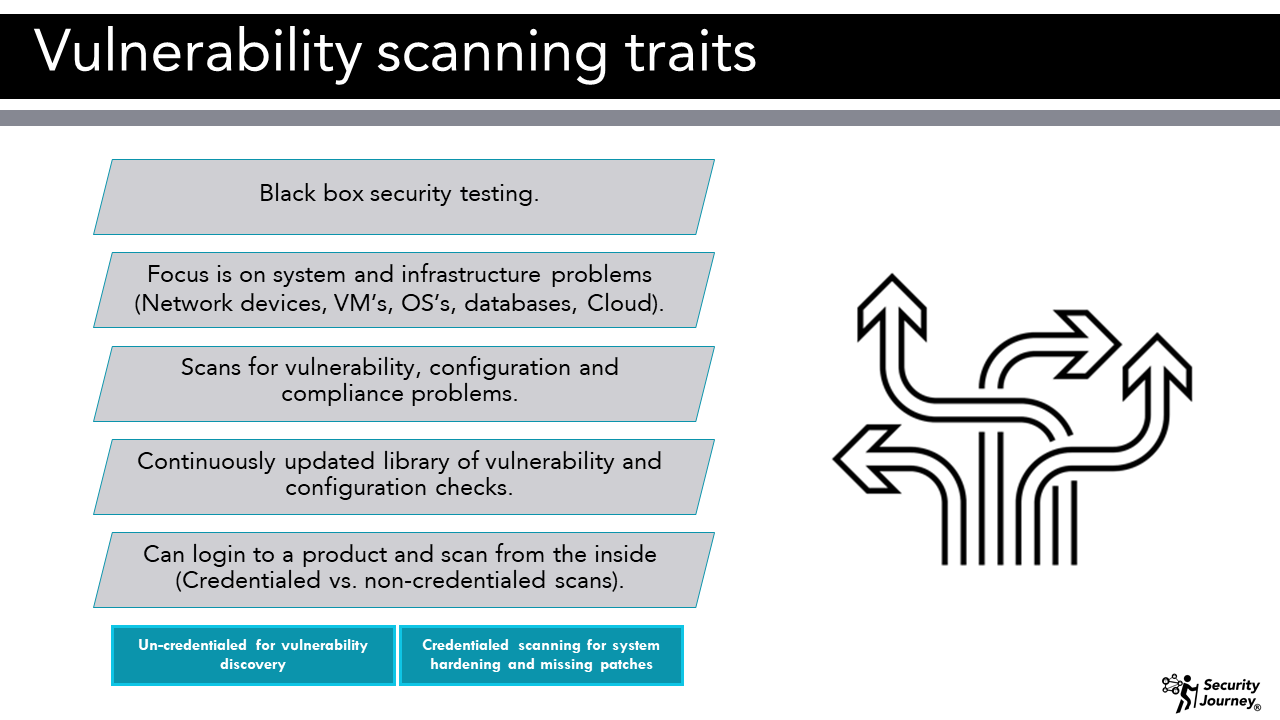 Vulnerability scanning traits
Black box security testing.
Focus is on system and infrastructure problems
(Network devices, VM’s, OS’s, databases, Cloud).
Scans for vulnerability, configuration and
compliance problems.
Continuously updated library of vulnerability and
configuration checks.
Can login to a product and scan from the inside
(Credentialed vs. non-credentialed scans).
Un-credentialed for vulnerability
discovery
Credentialed scanning for system
hardening and missing patches
Security
Journey®